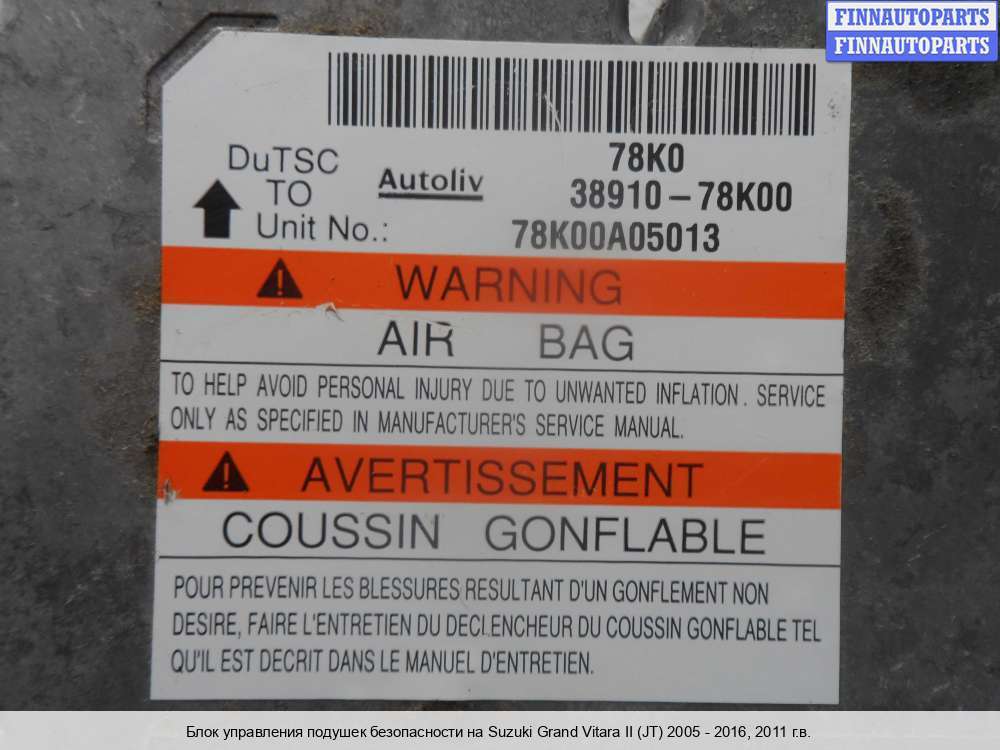 FINNAUTOPARTS
FINNAUTOPARTS
DuTSC
78K0
TO
Autoliv
38910-78K00
Unit No.:
78K00A05013
WARNING
AIR BAG
TO HELP AVOID PERSONAL INJURY DUE TO UNWANTED INFLATION. SERVICE
ONLY AS SPECIFIED IN MANUFACTURER'S SERVICE MANUAL.
AVERTISSEMENT
COUSSIN GONFLABLE
POUR PREVENIR LES BLESSURES RESULTANT D'UN GONFLEMENT NON
DESIRE, FAIRE L'ENTRETIEN DU DECLENCHEUR DU COUSSIN GONFLABLE TEL
QU'IL EST DECRIT DANS LE MANUEL D'ENTRETIEN.
Блок управления подушек безопасности на Suzuki Grand Vitara II (JT) 2005 - 2016, 2011 г.в.